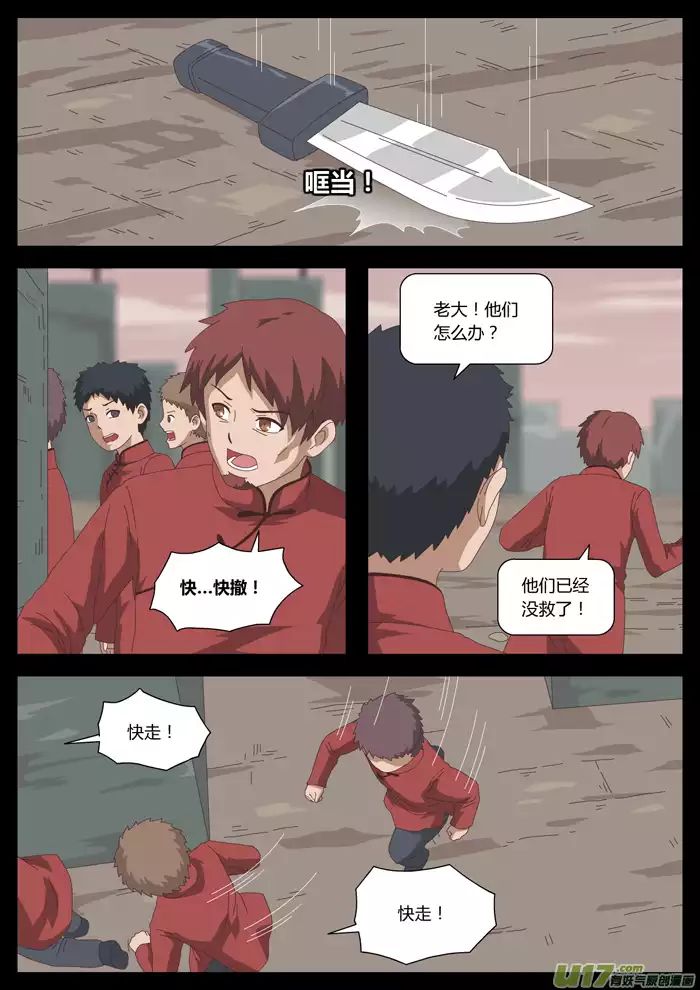 哐当！
快...快撤！
老大！他们
怎么办？
他们已经
没救了！
快走！
快走！
U17.com
有妖气原创漫画